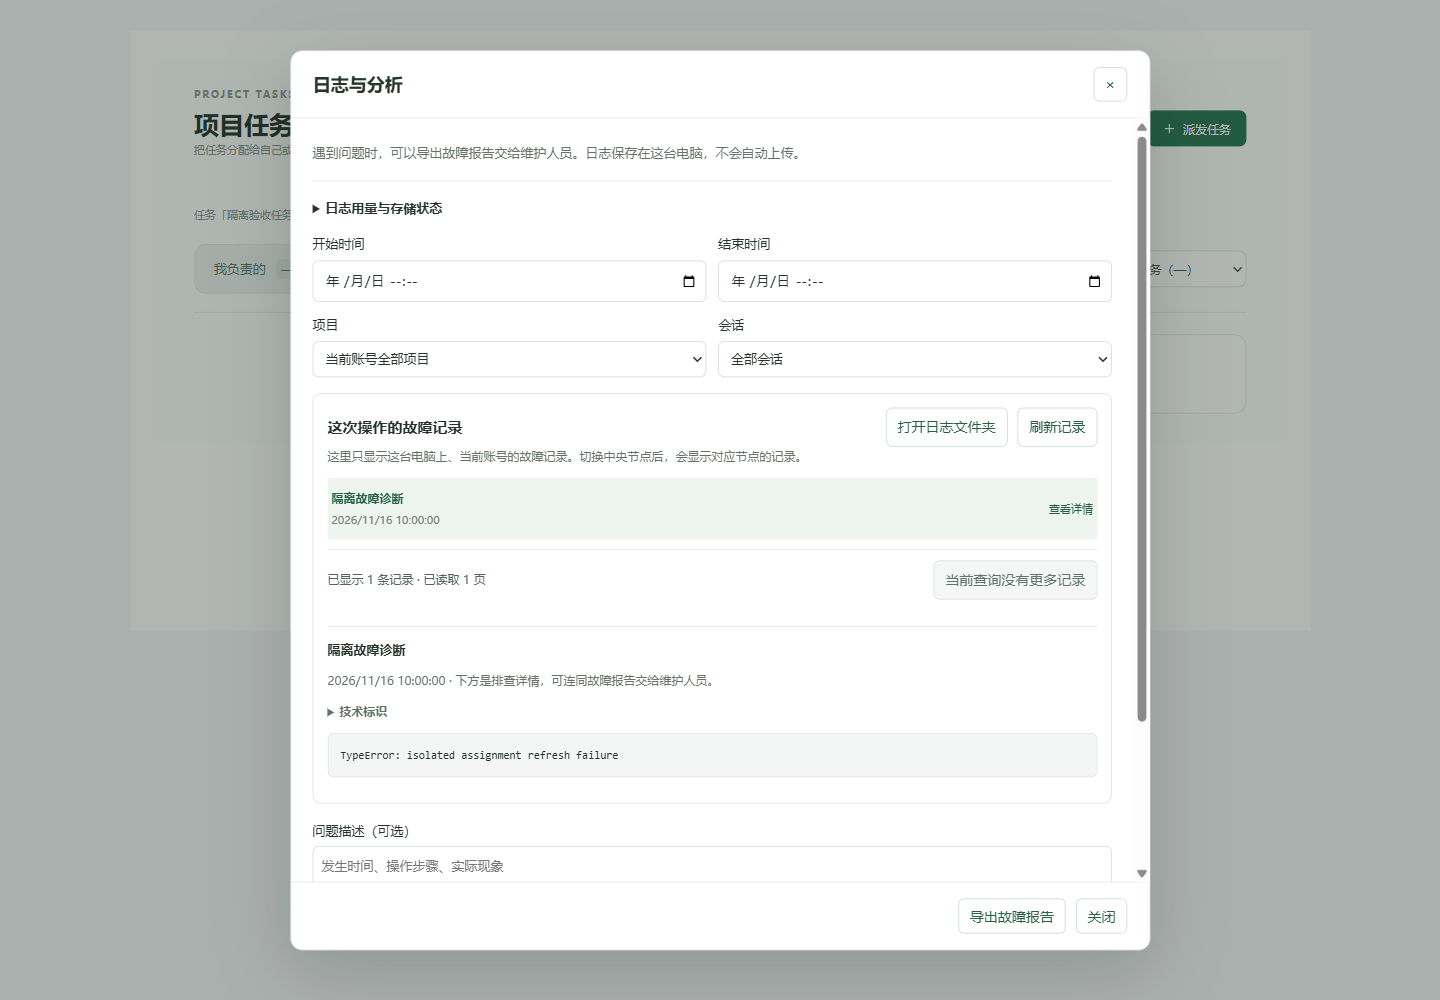 PROJECT TASK
项目任务
把任务分配给自己或
＋ 派发任务
任务「隔离验收任务
我负责的 —
务（—）
日志与分析
×
遇到问题时，可以导出故障报告交给维护人员。日志保存在这台电脑，不会自动上传。
▶ 日志用量与存储状态
开始时间
结束时间
年 /月/日 --:--
年 /月/日 --:--
项目
会话
当前账号全部项目
全部会话
这次操作的故障记录
打开日志文件夹
刷新记录
这里只显示这台电脑上、当前账号的故障记录。切换中央节点后，会显示对应节点的记录。
隔离故障诊断
2026/11/16 10:00:00
查看详情
已显示 1 条记录 · 已读取 1 页
当前查询没有更多记录
隔离故障诊断
2026/11/16 10:00:00 · 下方是排查详情，可连同故障报告交给维护人员。
▶ 技术标识
TypeError: isolated assignment refresh failure
问题描述（可选）
发生时间、操作步骤、实际现象
导出故障报告
关闭